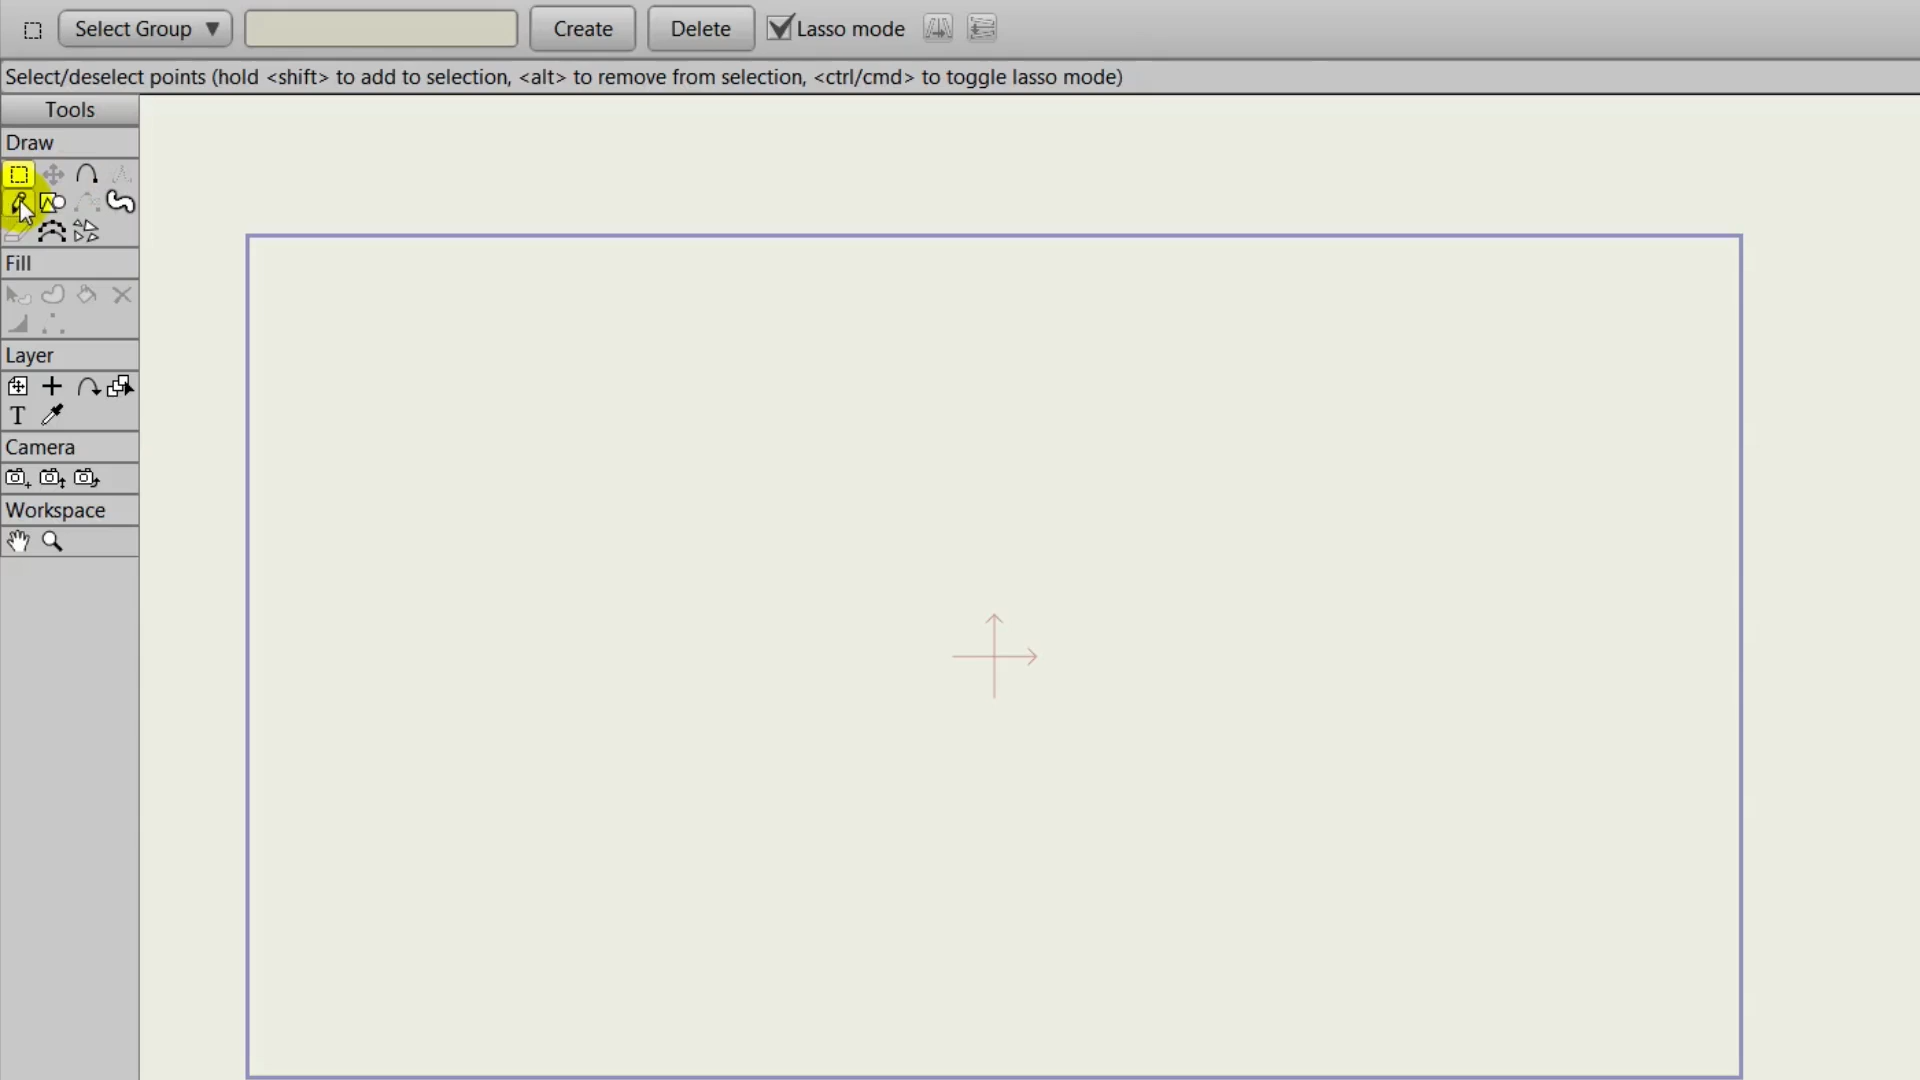 Select Group ▼ Create Delete Lasso mode
Select/deselect points (hold <shift> to add to selection, <alt> to remove from selection, <ctrl/cmd> to toggle lasso mode)
Tools
Draw
Fill
Layer
T
Camera
Workspace